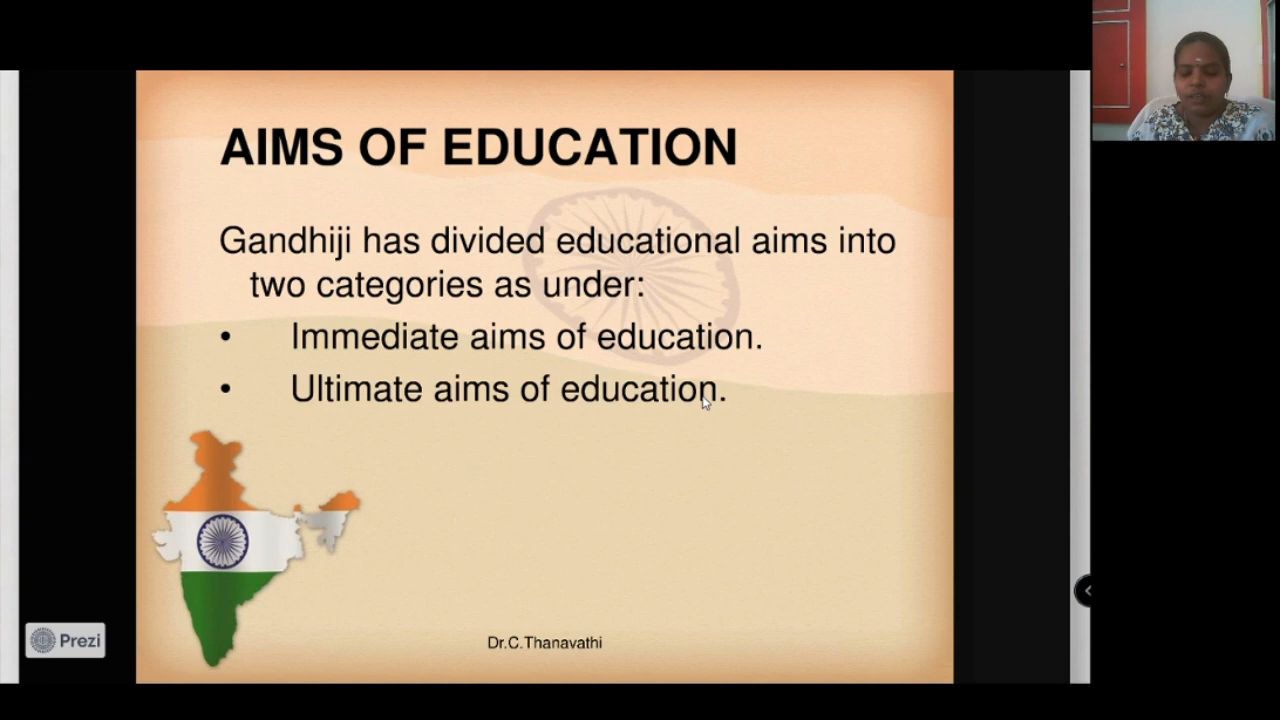 AIMS OF EDUCATION
Gandhiji has divided educational aims into
two categories as under:
• Immediate aims of education.
• Ultimate aims of education.
Dr.C.Thanavathi
Prezi